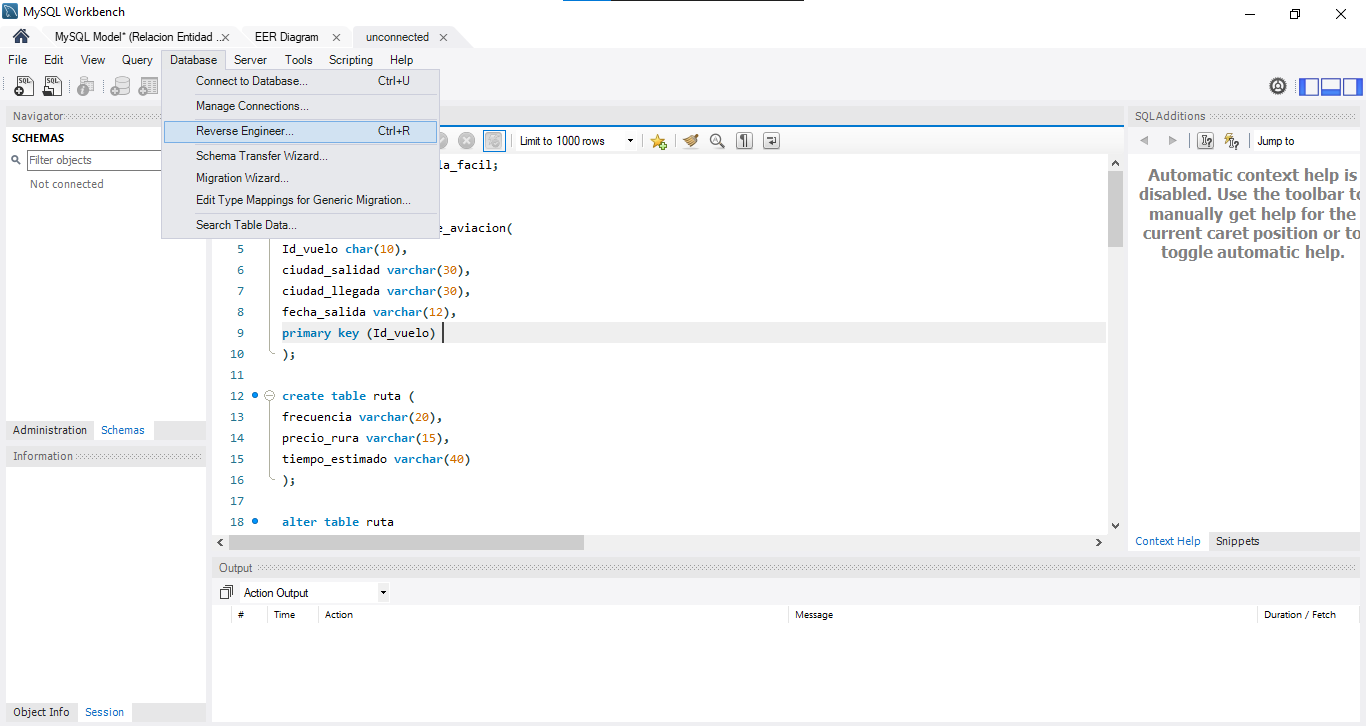 MySQL Workbench
MySQL Model* (Relacion Entidad ... EER Diagram unconnected
File Edit View Query Database Server Tools Scripting Help
Connect to Database... Ctrl+U
Manage Connections...
Reverse Engineer... Ctrl+R
Schema Transfer Wizard...
Migration Wizard...
Edit Type Mappings for Generic Migration...
Search Table Data...
Navigator
SCHEMAS
Filter objects
Not connected
Administration Schemas
Information
Object Info Session
Limit to 1000 rows
la_facil;
e_aviacion(
5 Id_vuelo char(10),
6 ciudad_salidad varchar(30),
7 ciudad_llegada varchar(30),
8 fecha_salida varchar(12),
9 primary key (Id_vuelo)
10 );
11
12 create table ruta (
13 frecuencia varchar(20),
14 precio_rura varchar(15),
15 tiempo_estimado varchar(40)
16 );
17
18 alter table ruta
SQLAdditions
Jump to
Automatic context help is
disabled. Use the toolbar to
manually get help for the
current caret position or to
toggle automatic help.
Context Help Snippets
Output
Action Output
# Time Action Message Duration / Fetch